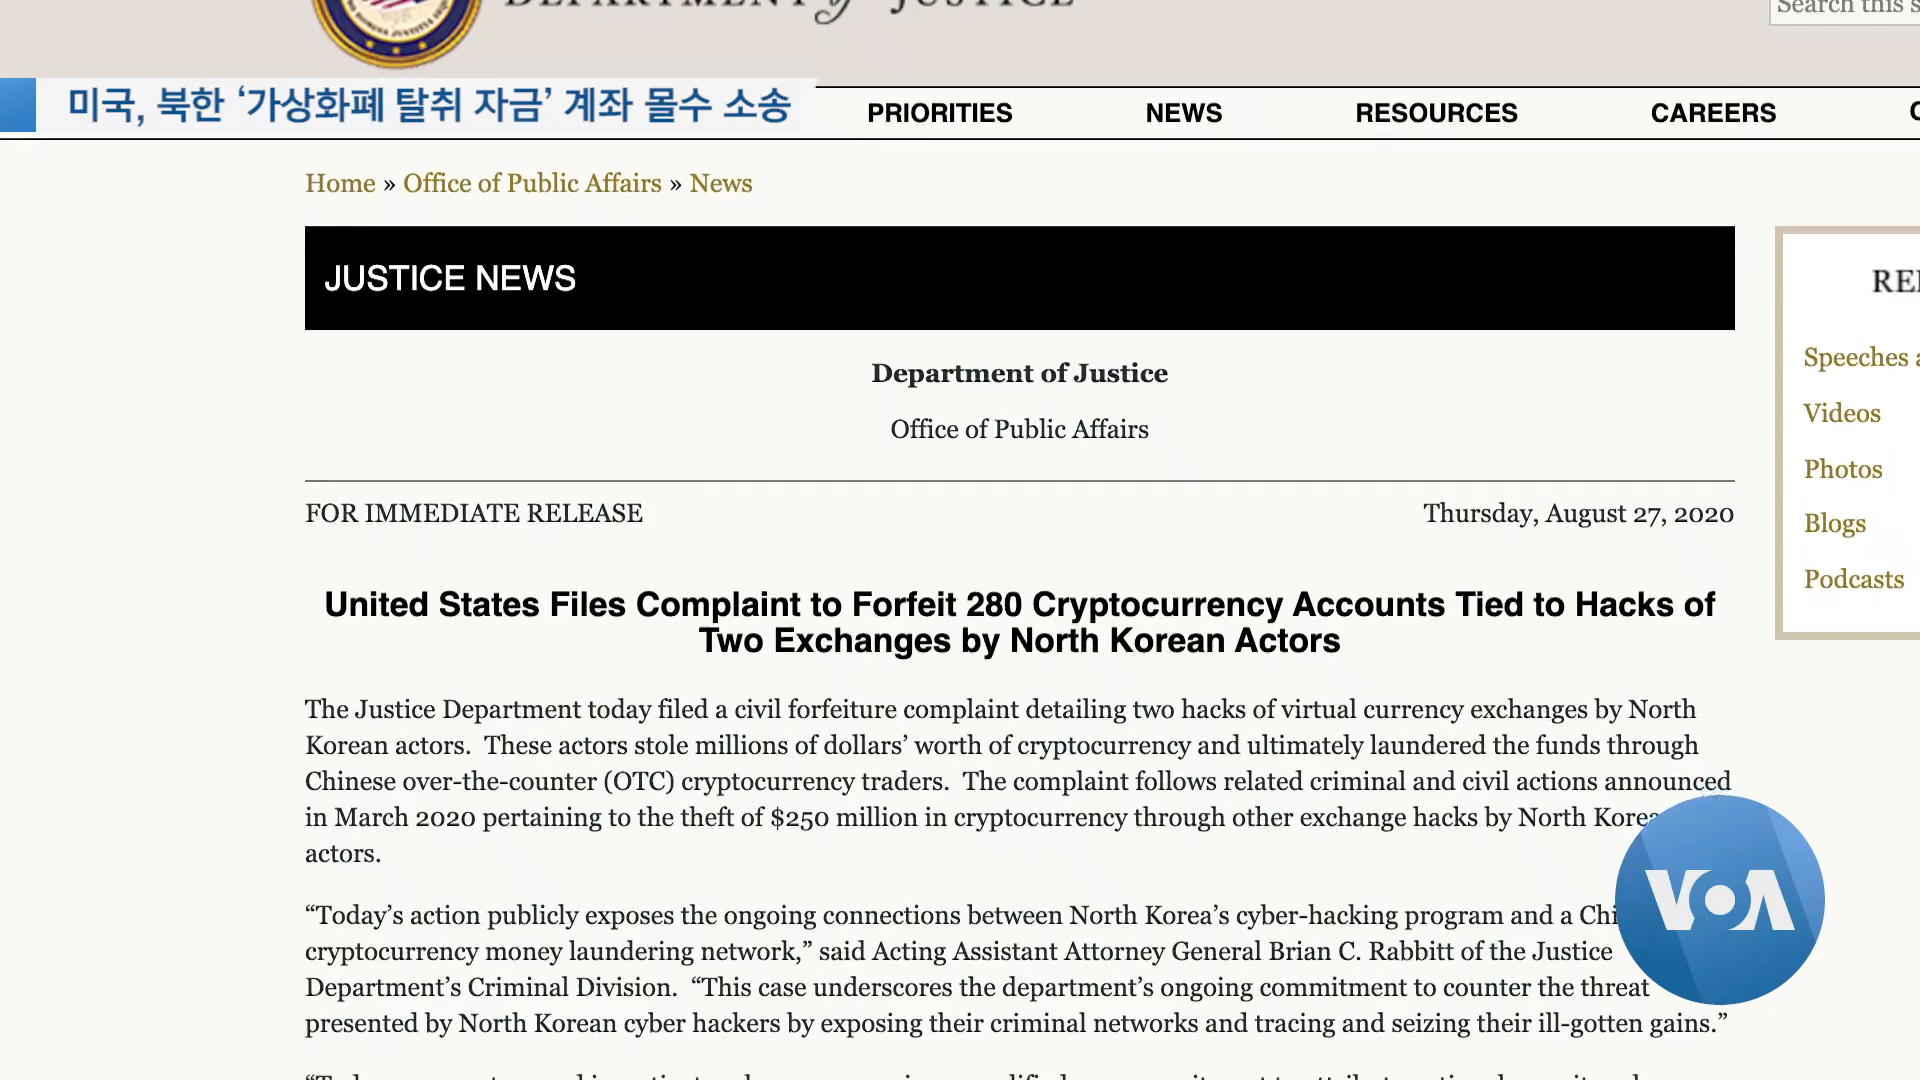 DEPARTMENT of JUSTICE
Search this s
미국, 북한 ‘가상화폐 탈취 자금’ 계좌 몰수 소송
PRIORITIES NEWS RESOURCES CAREERS
Home » Office of Public Affairs » News
JUSTICE NEWS
Department of Justice
Office of Public Affairs
FOR IMMEDIATE RELEASE Thursday, August 27, 2020
United States Files Complaint to Forfeit 280 Cryptocurrency Accounts Tied to Hacks of
Two Exchanges by North Korean Actors
The Justice Department today filed a civil forfeiture complaint detailing two hacks of virtual currency exchanges by North
Korean actors.  These actors stole millions of dollars’ worth of cryptocurrency and ultimately laundered the funds through
Chinese over-the-counter (OTC) cryptocurrency traders.  The complaint follows related criminal and civil actions announced
in March 2020 pertaining to the theft of $250 million in cryptocurrency through other exchange hacks by North Korea
actors.
“Today’s action publicly exposes the ongoing connections between North Korea’s cyber-hacking program and a Chi
cryptocurrency money laundering network,” said Acting Assistant Attorney General Brian C. Rabbitt of the Justice
Department’s Criminal Division.  “This case underscores the department’s ongoing commitment to counter the threat
presented by North Korean cyber hackers by exposing their criminal networks and tracing and seizing their ill-gotten gains.”
REL
Speeches a
Videos
Photos
Blogs
Podcasts
VOA